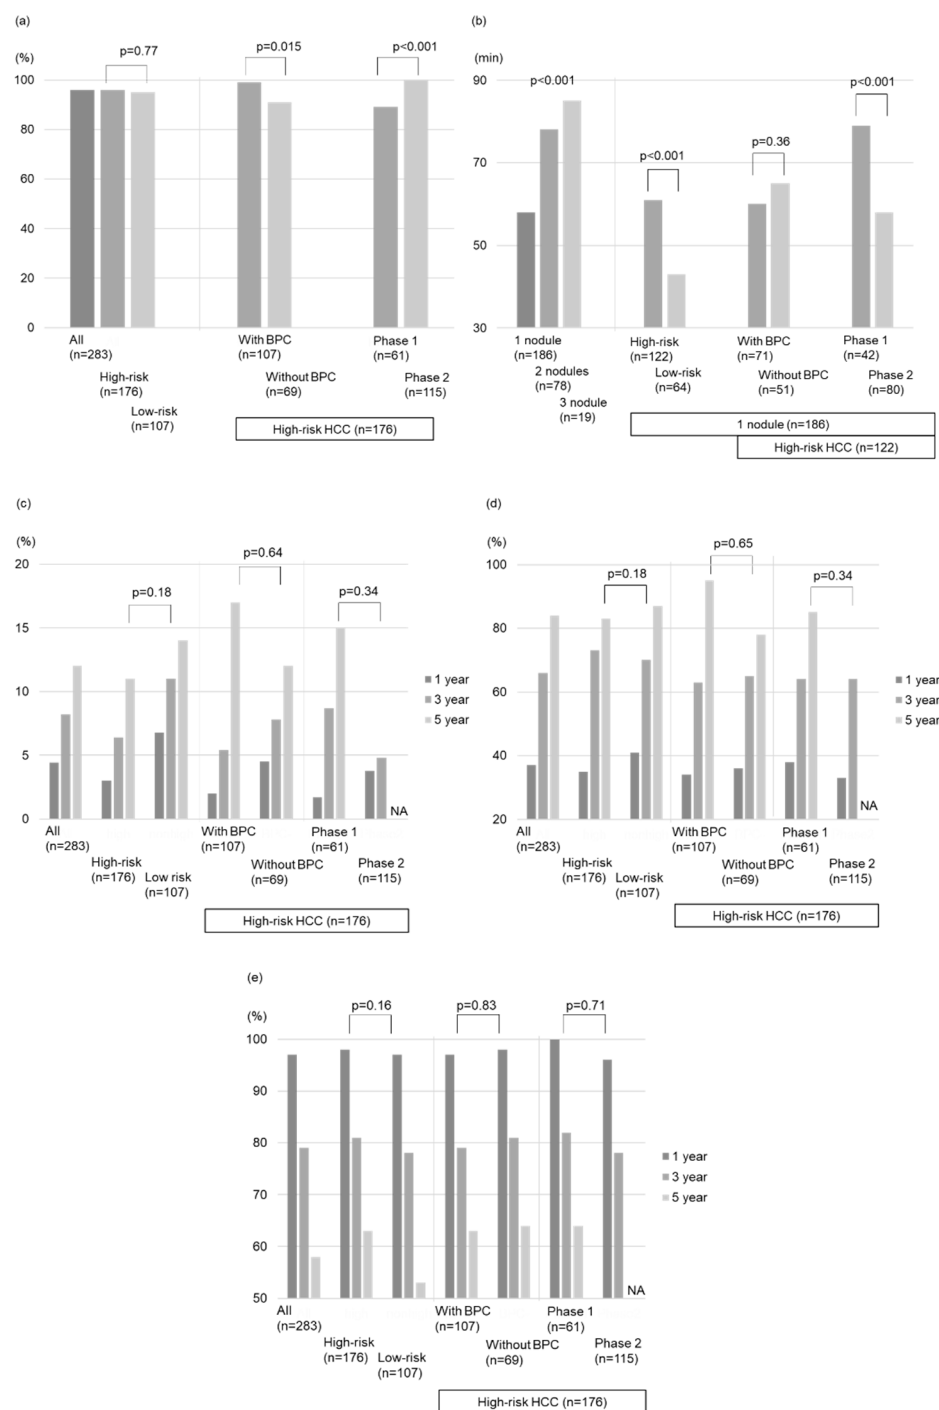 (a)
(%)
p=0.77
p=0.015
p<0.001
100
80
60
40
20
0
All
(n=283)
High-risk
(n=176)
Low-risk
(n=107)
With BPC
(n=107)
Without BPC
(n=69)
Phase 1
(n=61)
Phase 2
(n=115)
High-risk HCC (n=176)
(b)
(min)
90
70
50
30
p<0.001
p<0.001
p=0.36
p<0.001
1 nodule
(n=186)
2 nodules
(n=78)
3 nodule
(n=19)
High-risk
(n=122)
Low-risk
(n=64)
With BPC
(n=71)
Without BPC
(n=51)
Phase 1
(n=42)
Phase 2
(n=80)
1 nodule (n=186)
High-risk HCC (n=122)
(c)
(%)
20
15
10
5
0
p=0.18
p=0.64
p=0.34
NA
1 year
3 year
5 year
All
(n=283)
High-risk
(n=176)
Low risk
(n=107)
With BPC
(n=107)
Without BPC
(n=69)
Phase 1
(n=61)
Phase 2
(n=115)
High-risk HCC (n=176)
(d)
(%)
100
80
60
40
20
p=0.18
p=0.65
p=0.34
NA
1 year
3 year
5 year
All
(n=283)
High-risk
(n=176)
Low-risk
(n=107)
With BPC
(n=107)
Without BPC
(n=69)
Phase 1
(n=61)
Phase 2
(n=115)
High-risk HCC (n=176)
(e)
(%)
100
90
80
70
60
50
p=0.16
p=0.83
p=0.71
NA
1 year
3 year
5 year
All
(n=283)
High-risk
(n=176)
Low-risk
(n=107)
With BPC
(n=107)
Without BPC
(n=69)
Phase 1
(n=61)
Phase 2
(n=115)
High-risk HCC (n=176)